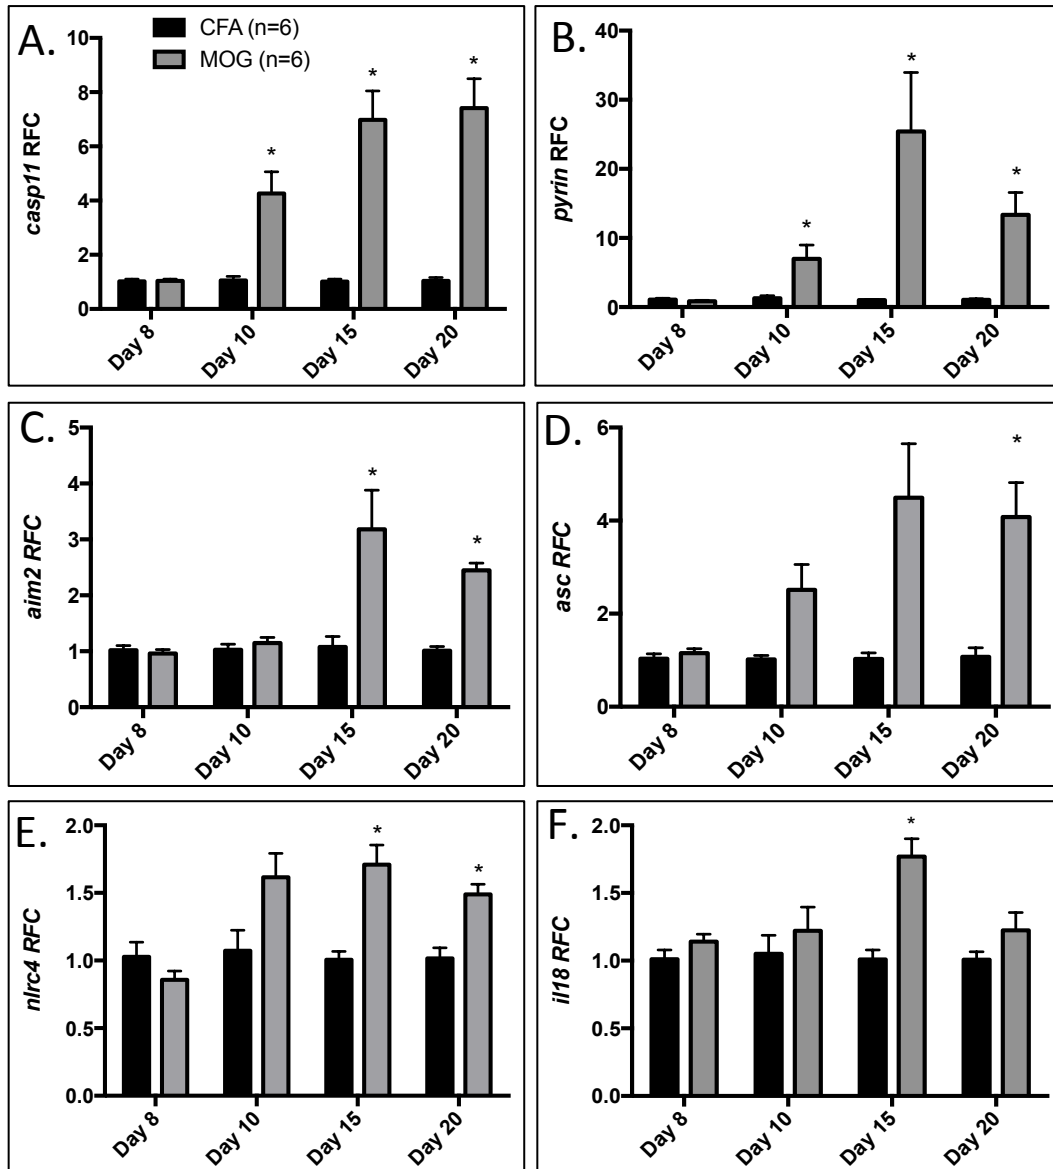 A.
CFA (n=6)
MOG (n=6)
casp11 RFC
10
8
6
4
2
0
*
*
*
Day 8
Day 10
Day 15
Day 20
B.
pyrin RFC
40
30
20
10
0
*
*
*
Day 8
Day 10
Day 15
Day 20
C.
aim2 RFC
5
4
3
2
1
0
*
*
Day 8
Day 10
Day 15
Day 20
D.
asc RFC
6
4
2
0
*
Day 8
Day 10
Day 15
Day 20
E.
nlrc4 RFC
2.0
1.5
1.0
0.5
0.0
*
*
Day 8
Day 10
Day 15
Day 20
F.
il18 RFC
2.0
1.5
1.0
0.5
0.0
*
Day 8
Day 10
Day 15
Day 20